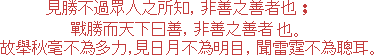 見勝不過眾人之所知，非善之善者也；
戰勝而天下曰善，非善之善者也。
故舉秋毫不為多力，見日月不為明目，聞雷霆不為聰耳。